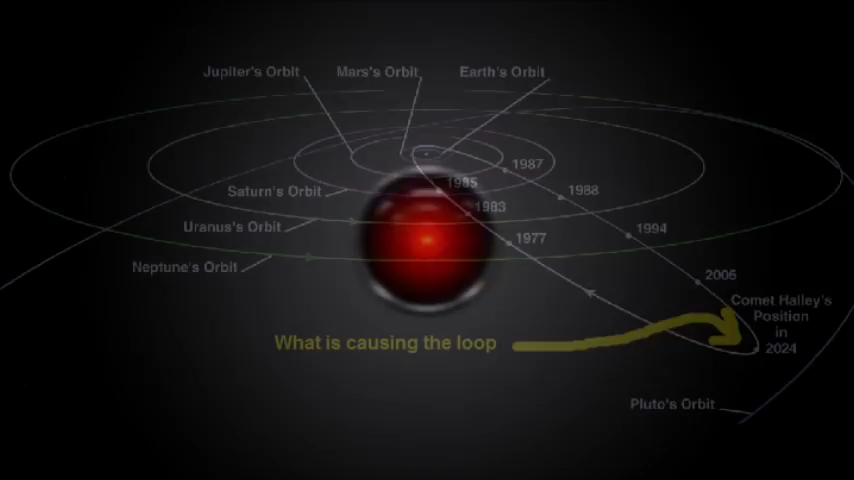 Jupiter's Orbit
Mars's Orbit
Earth's Orbit
1987
1985
Saturn's Orbit
1988
1983
Uranus's Orbit
1994
1977
Neptune's Orbit
2005
Comet Halley's
Position
in
2024
What is causing the loop
Pluto's Orbit